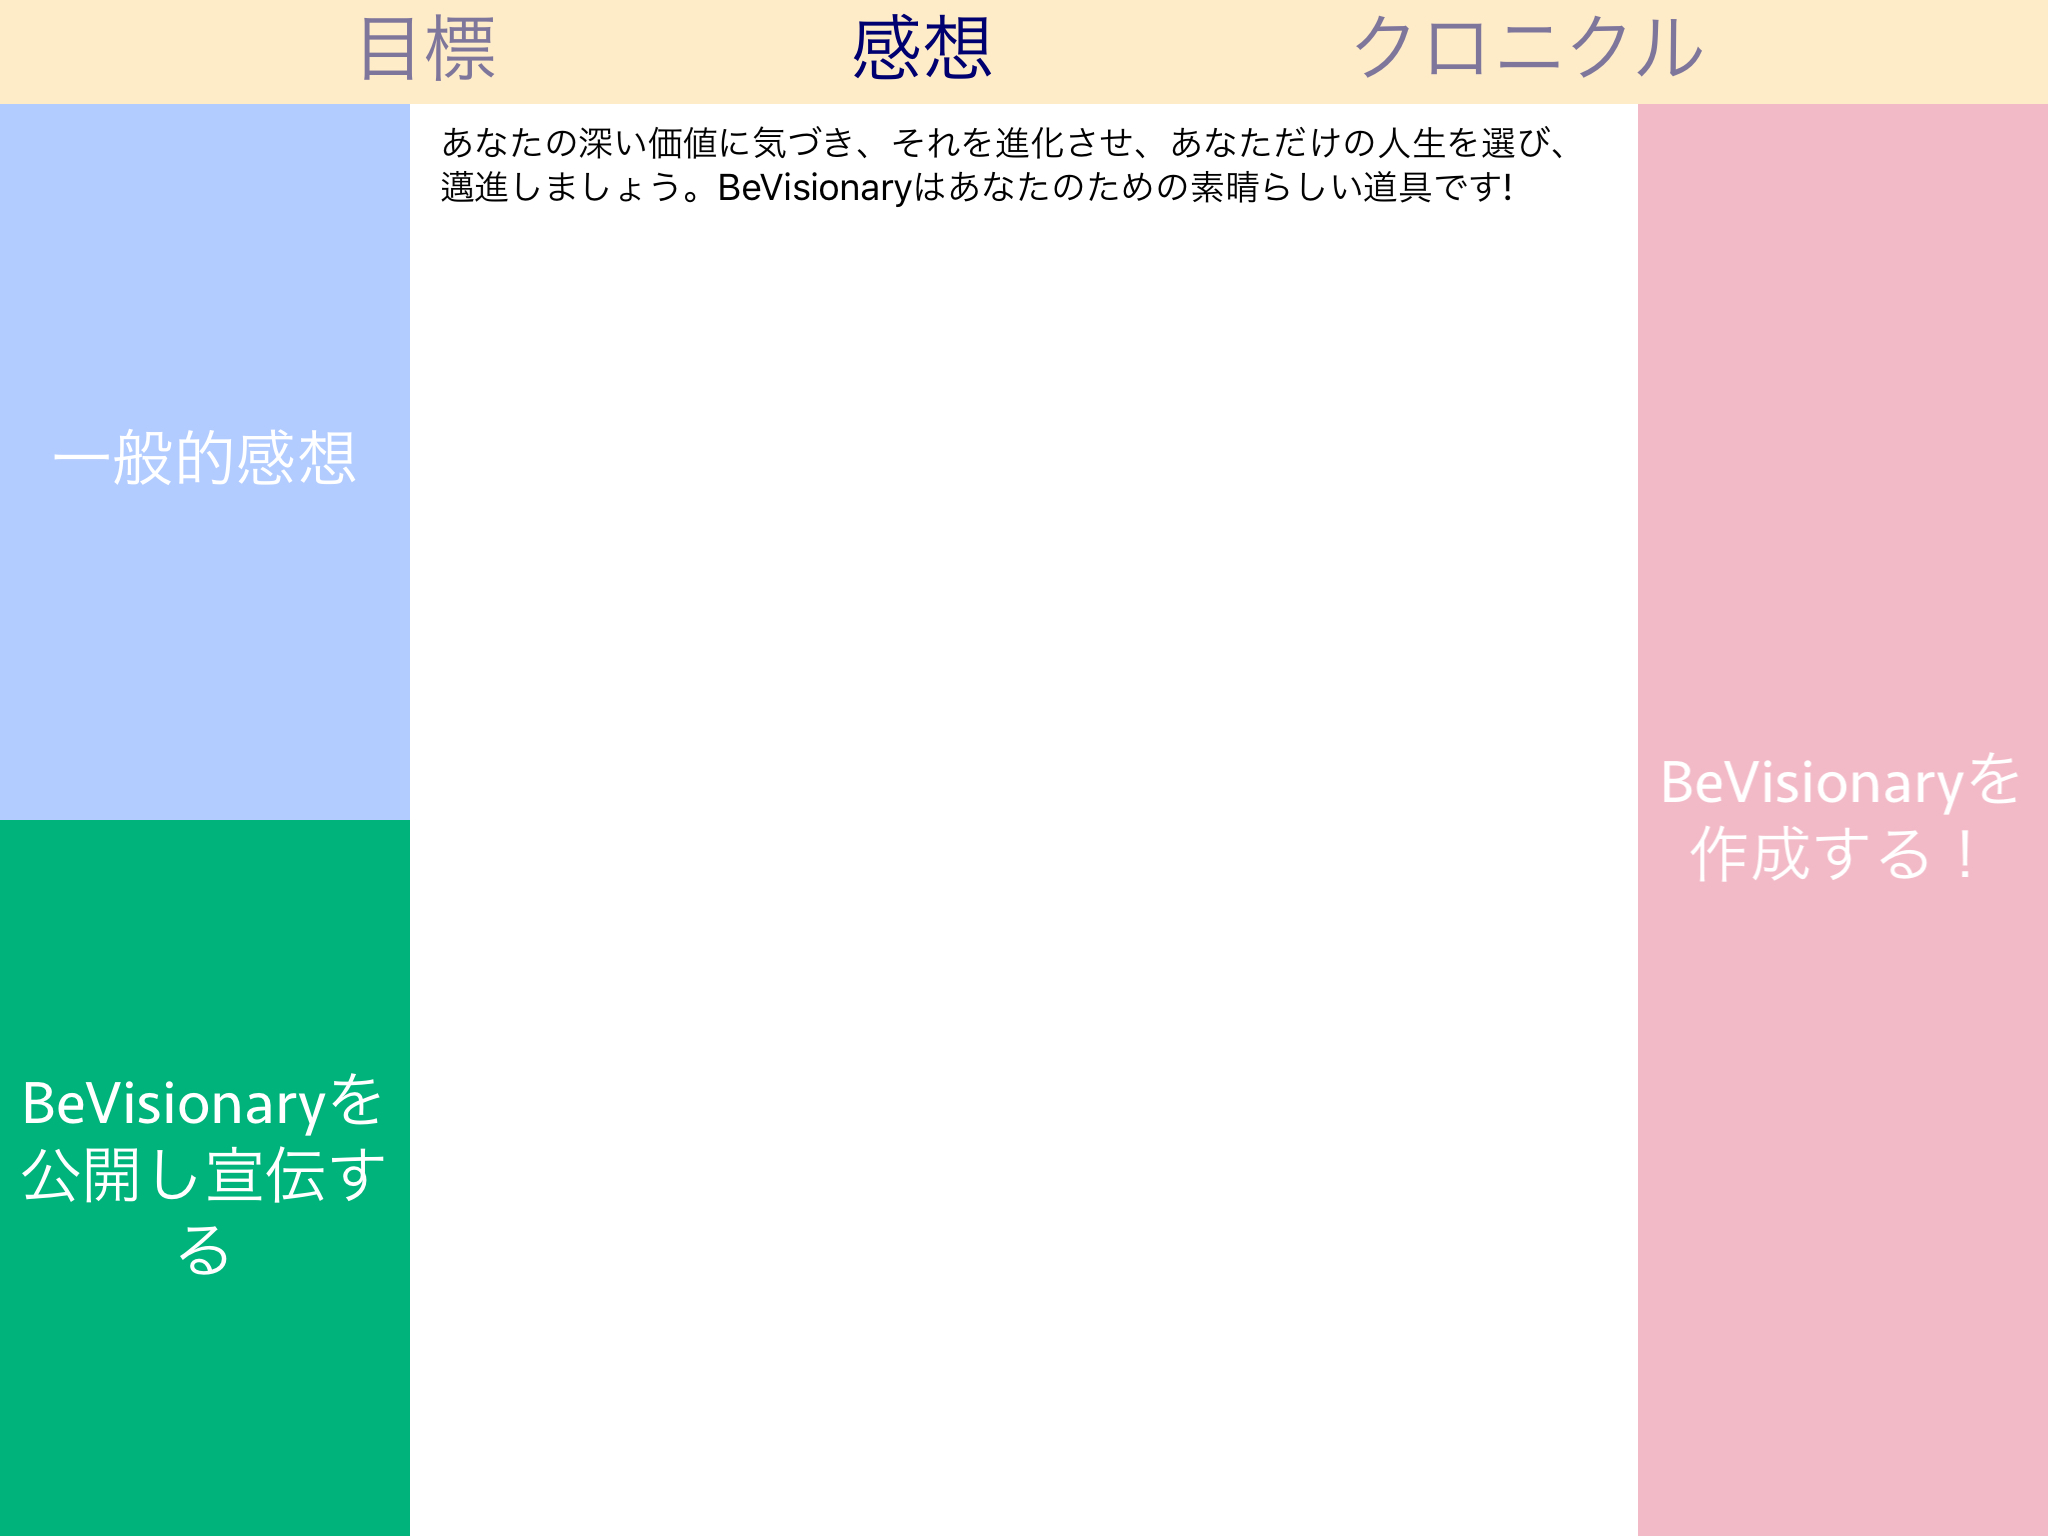 目標
感想
クロニクル
一般的感想
BeVisionaryを
公開し宣伝す
る
あなたの深い価値に気づき、それを進化させ、あなただけの人生を選び、
邁進しましょう。BeVisionaryはあなたのための素晴らしい道具です!
BeVisionaryを
作成する！